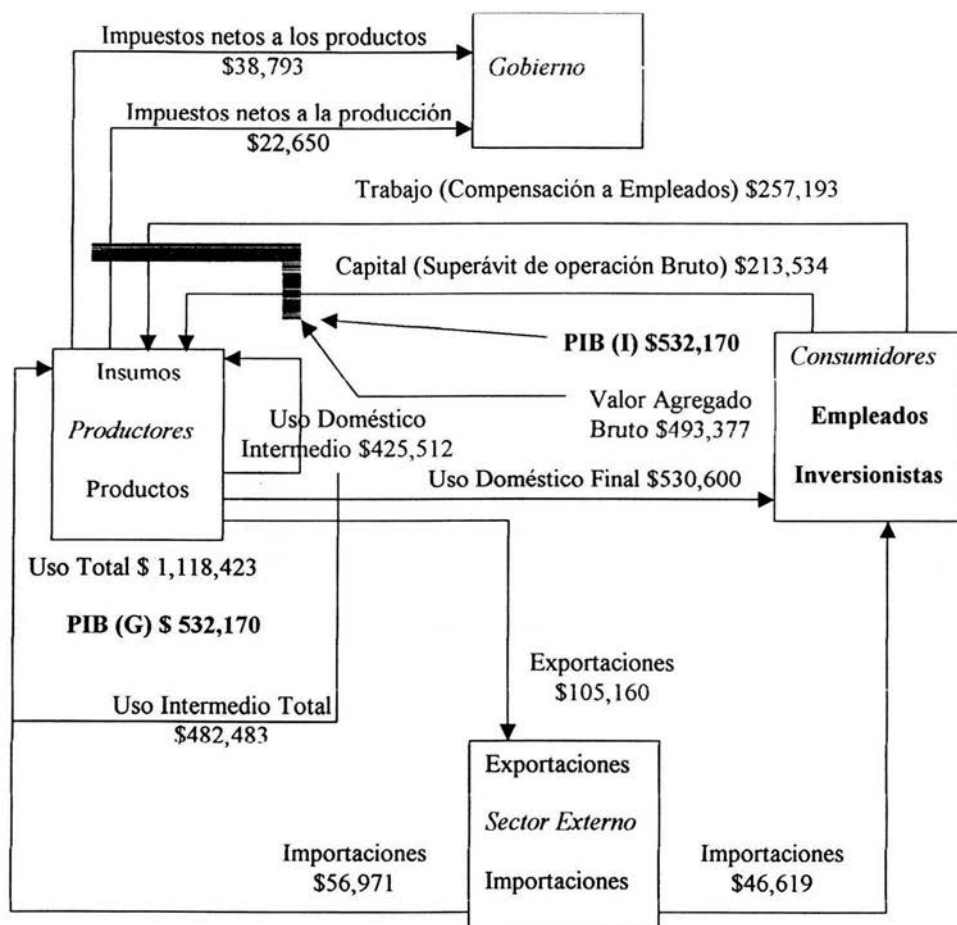 Impuestos netos a los productos
$38,793
Gobierno
Impuestos netos a la producción
$22,650
Trabajo (Compensación a Empleados) $257,193
Capital (Superávit de operación Bruto) $213,534
PIB (I) $532,170
Consumidores
Empleados
Inversionistas
Insumos
Productores
Productos
Uso Doméstico
Intermedio $425,512
Valor Agregado
Bruto $493,377
Uso Doméstico Final $530,600
Uso Total $ 1,118,423
PIB (G) $ 532,170
Exportaciones
$105,160
Uso Intermedio Total
$482,483
Exportaciones
Sector Externo
Importaciones
Importaciones
$56,971
Importaciones
$46,619